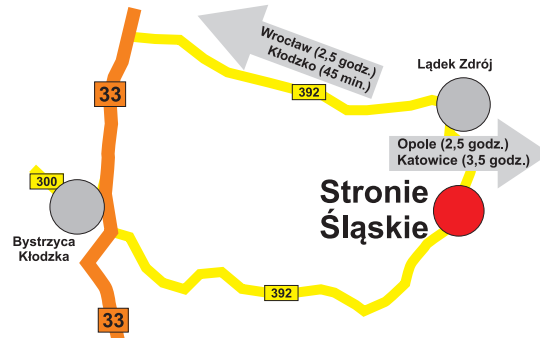 Wrocław (2,5 godz.)
Kłodzko (45 min.)
Lądek Zdrój
33
392
Opole (2,5 godz.)
Katowice (3,5 godz.)
300
Stronie
Śląskie
Bystrzyca
Kłodzka
392
33